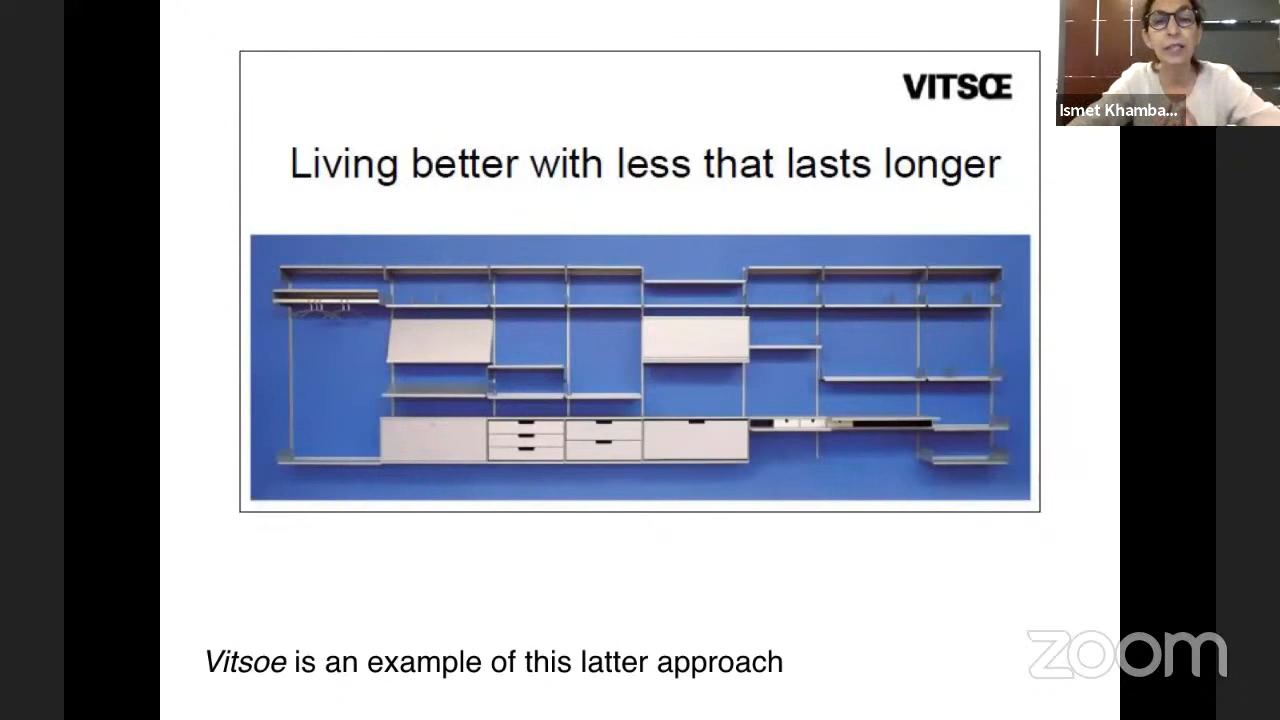 VITSŒ
Ismet Khamba...
Living better with less that lasts longer
Vitsoe is an example of this latter approach
zoom